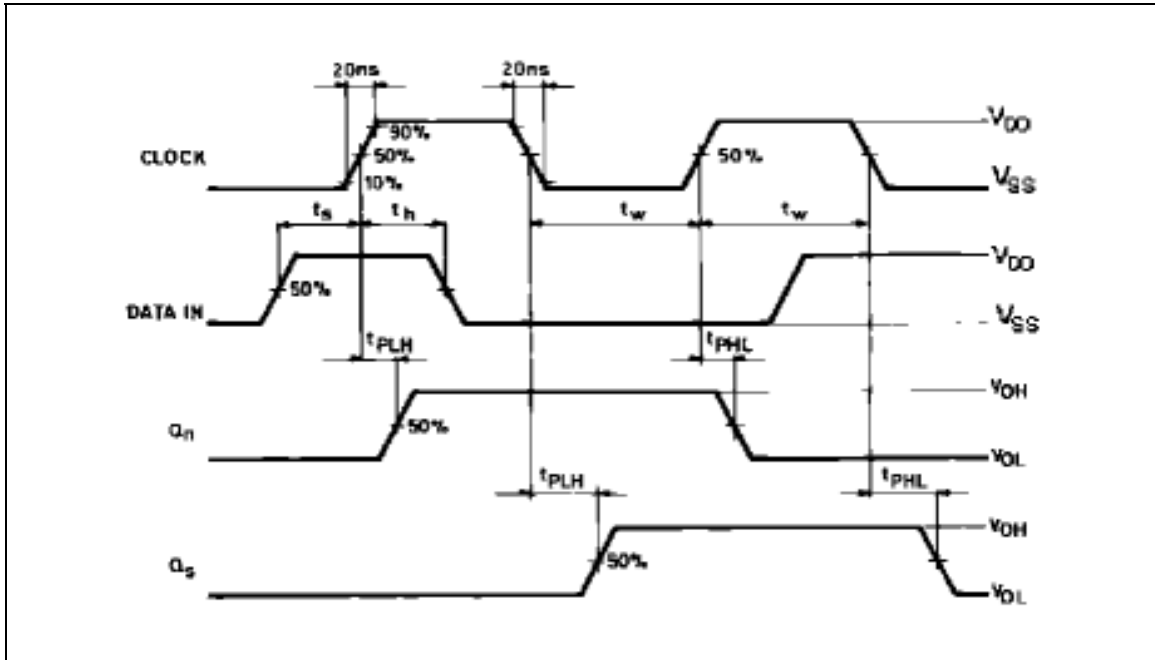 20ns 20ns
VDD
90%
CLOCK 50% 50%
10% VSS
ts th tw tw
VDD
50%
DATA IN VSS
tPLH tPHL
VOH
Qn 50%
VOL
tPLH tPHL
VOH
Qs 50%
VOL